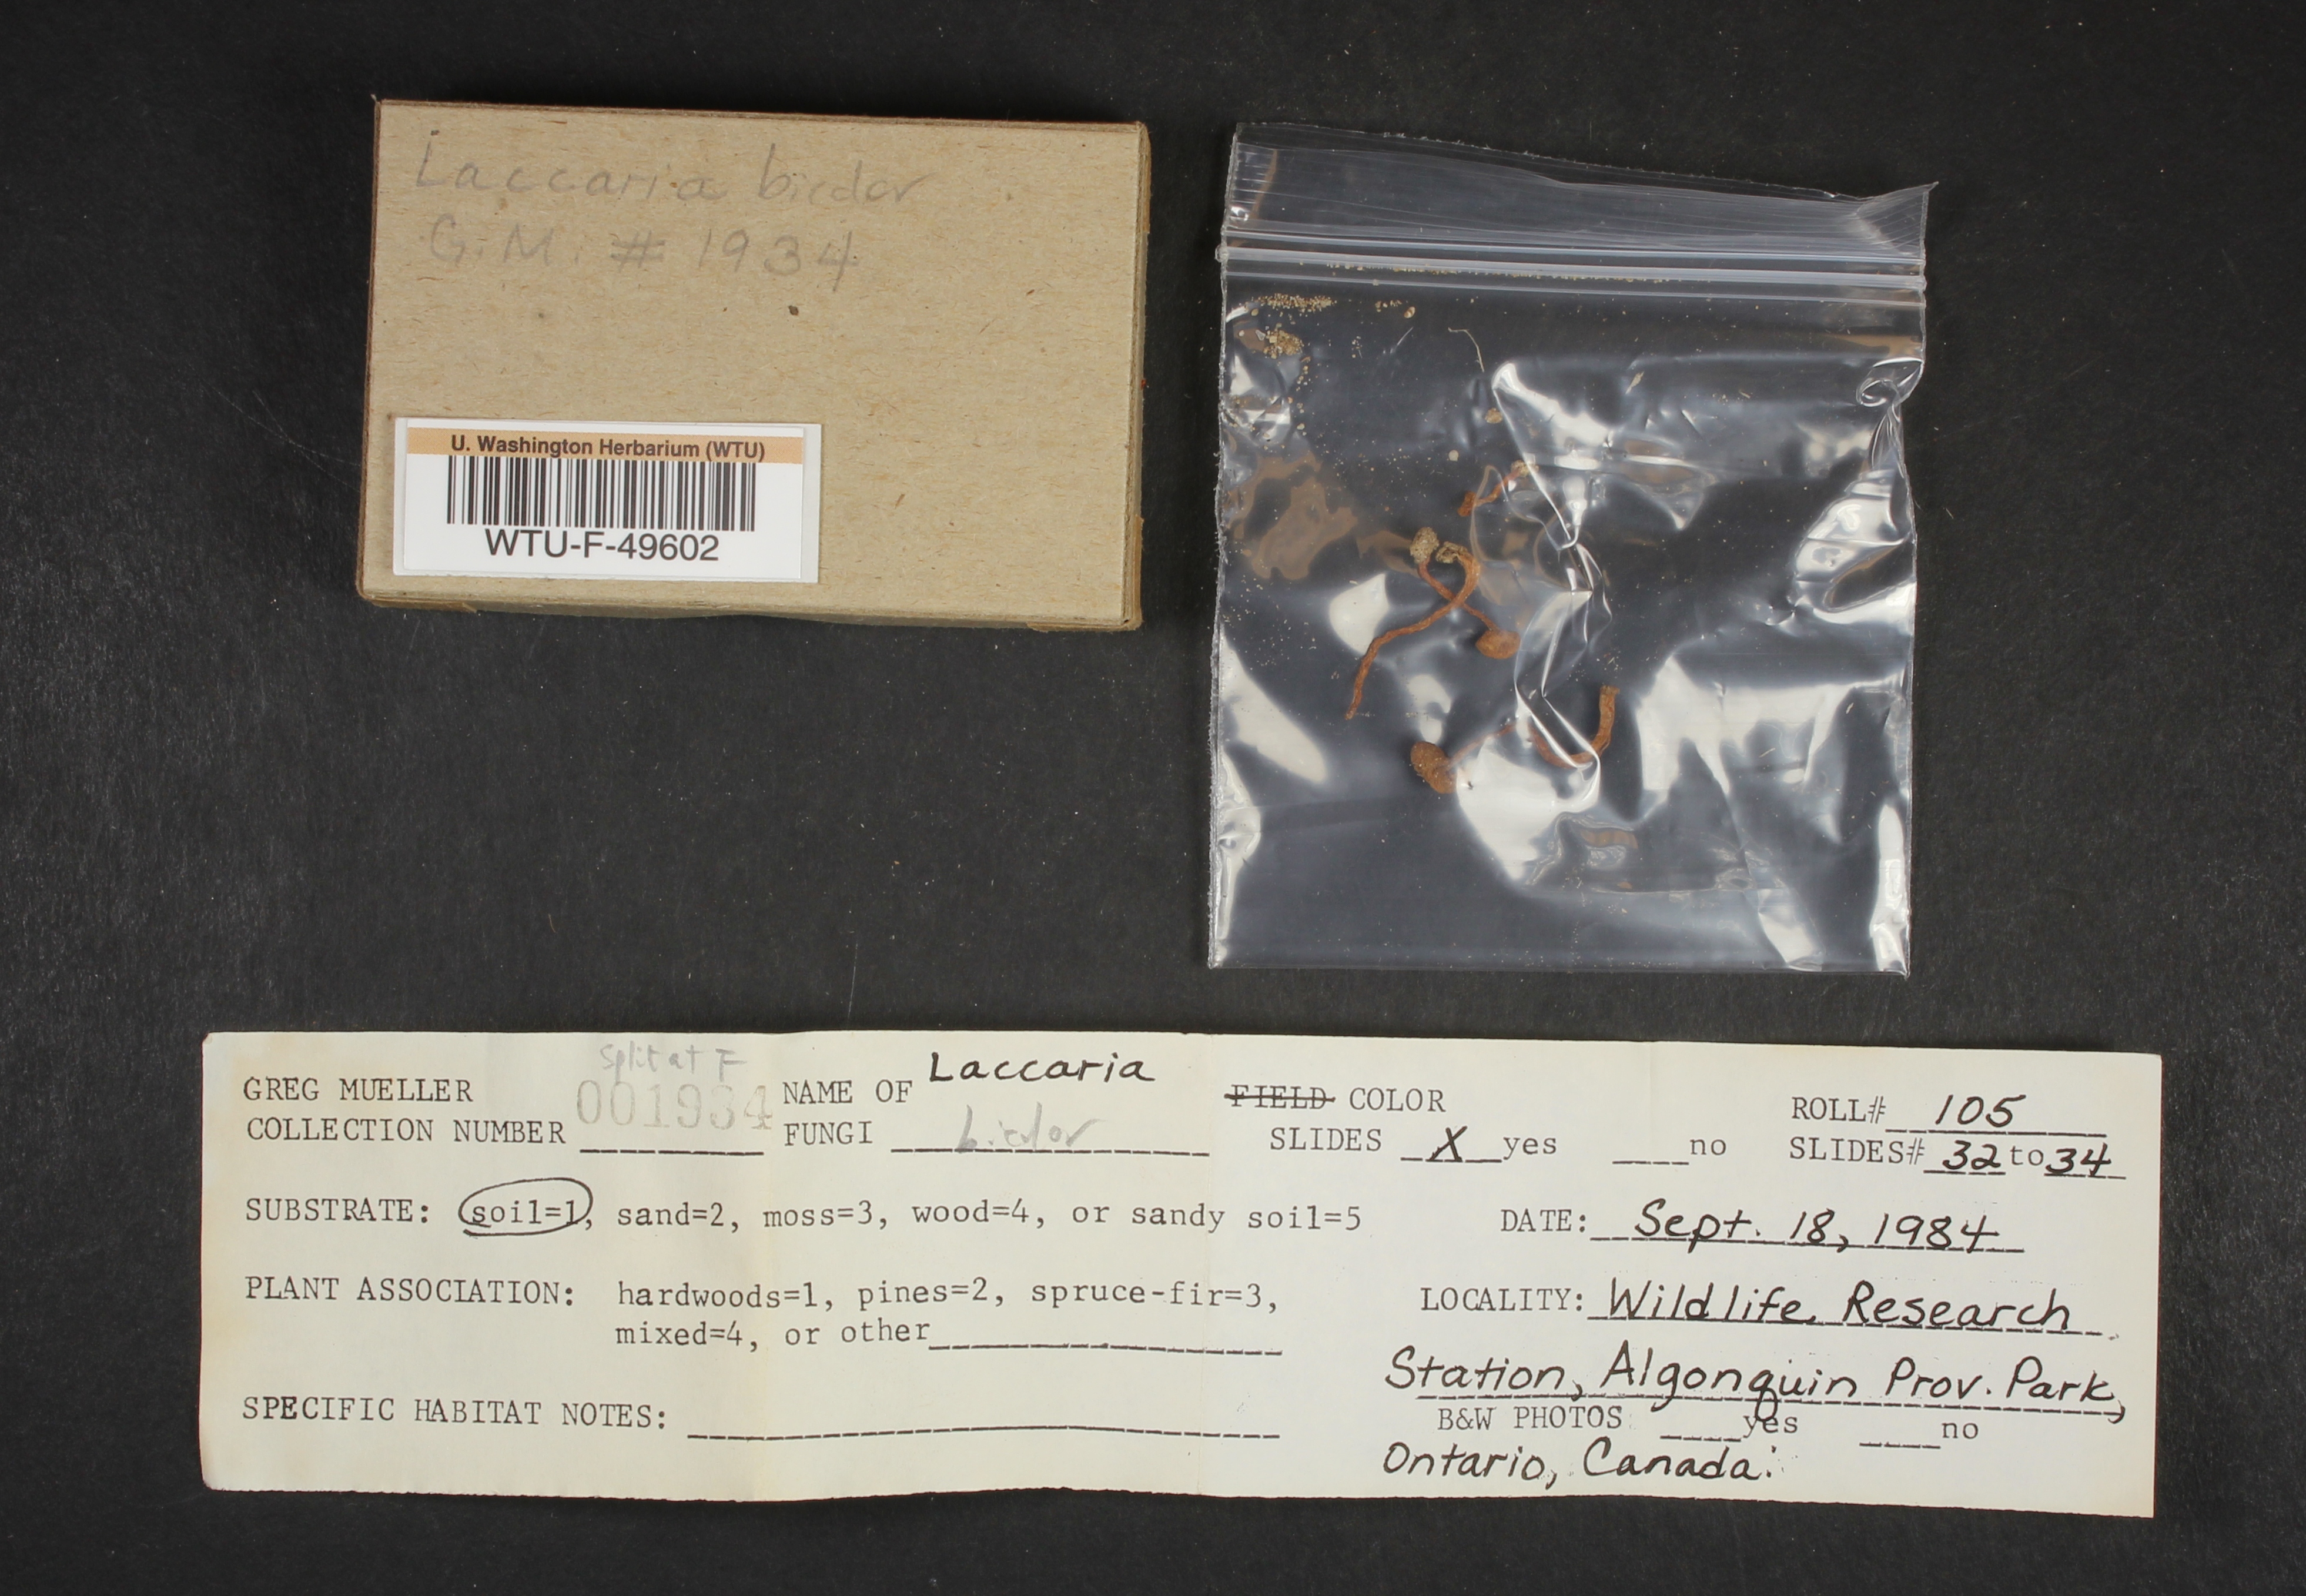 Laccaria bicolor
G.M. # 1934
U. Washington Herbarium (WTU)
WTU-F-49602
split at F
GREG MUELLER
COLLECTION NUMBER 001934
NAME OF Laccaria
FUNGI bicolor
FIELD COLOR
SLIDES X yes ____no
ROLL# 105
SLIDES# 32 to 34
SUBSTRATE: soil=1, sand=2, moss=3, wood=4, or sandy soil=5
DATE: Sept. 18, 1984
PLANT ASSOCIATION: hardwoods=1, pines=2, spruce-fir=3,
mixed=4, or other
LOCALITY: Wildlife Research
Station, Algonquin Prov. Park,
SPECIFIC HABITAT NOTES:
B&W PHOTOS ____yes ____no
Ontario, Canada.